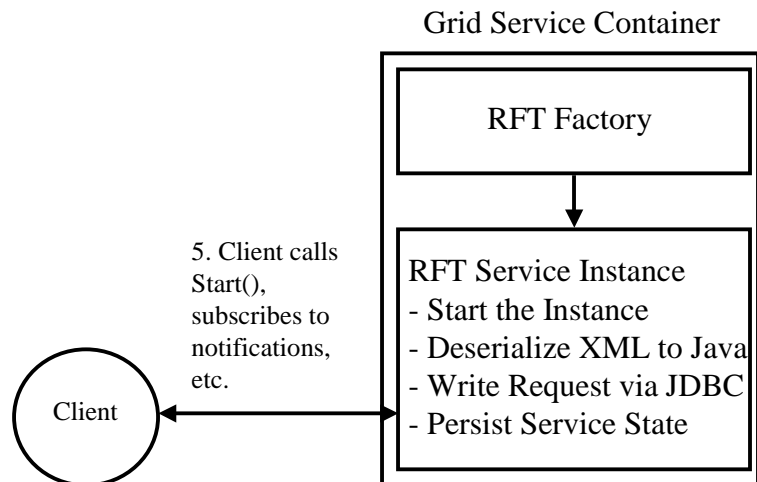 Grid Service Container
RFT Factory
5. Client calls
Start(),
subscribes to
notifications,
etc.
RFT Service Instance
- Start the Instance
- Deserialize XML to Java
- Write Request via JDBC
- Persist Service State
Client